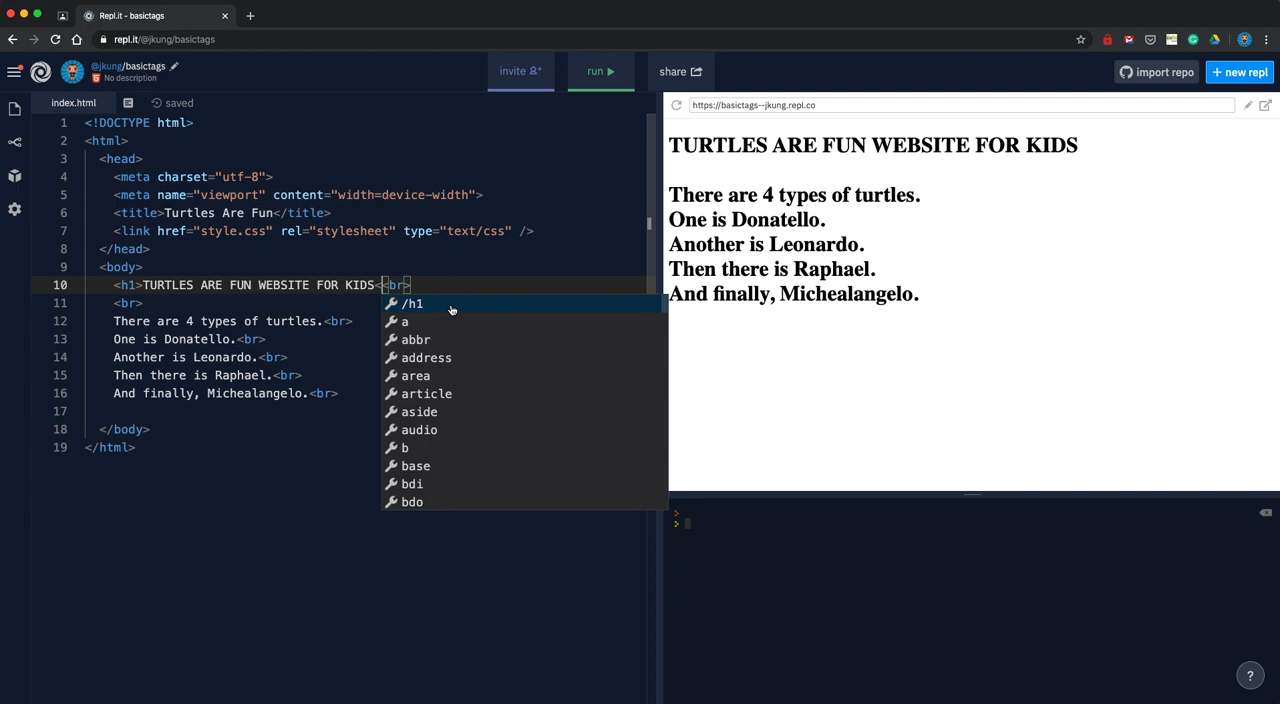 Repl.it - basictags
repl.it/@jkung/basictags
@jkung/basictags
No description
invite
run
share
import repo
+ new repl
index.html
saved
https://basictags--jkung.repl.co
1 <!DOCTYPE html>
2 <html>
3 <head>
4 <meta charset="utf-8">
5 <meta name="viewport" content="width=device-width">
6 <title>Turtles Are Fun</title>
7 <link href="style.css" rel="stylesheet" type="text/css" />
8 </head>
9 <body>
10 <h1>TURTLES ARE FUN WEBSITE FOR KIDS<<br>
11 <br>
12 There are 4 types of turtles.<br>
13 One is Donatello.<br>
14 Another is Leonardo.<br>
15 Then there is Raphael.<br>
16 And finally, Michealangelo.<br>
17
18 </body>
19 </html>
/h1
a
abbr
address
area
article
aside
audio
b
base
bdi
bdo
TURTLES ARE FUN WEBSITE FOR KIDS
There are 4 types of turtles.
One is Donatello.
Another is Leonardo.
Then there is Raphael.
And finally, Michealangelo.
?